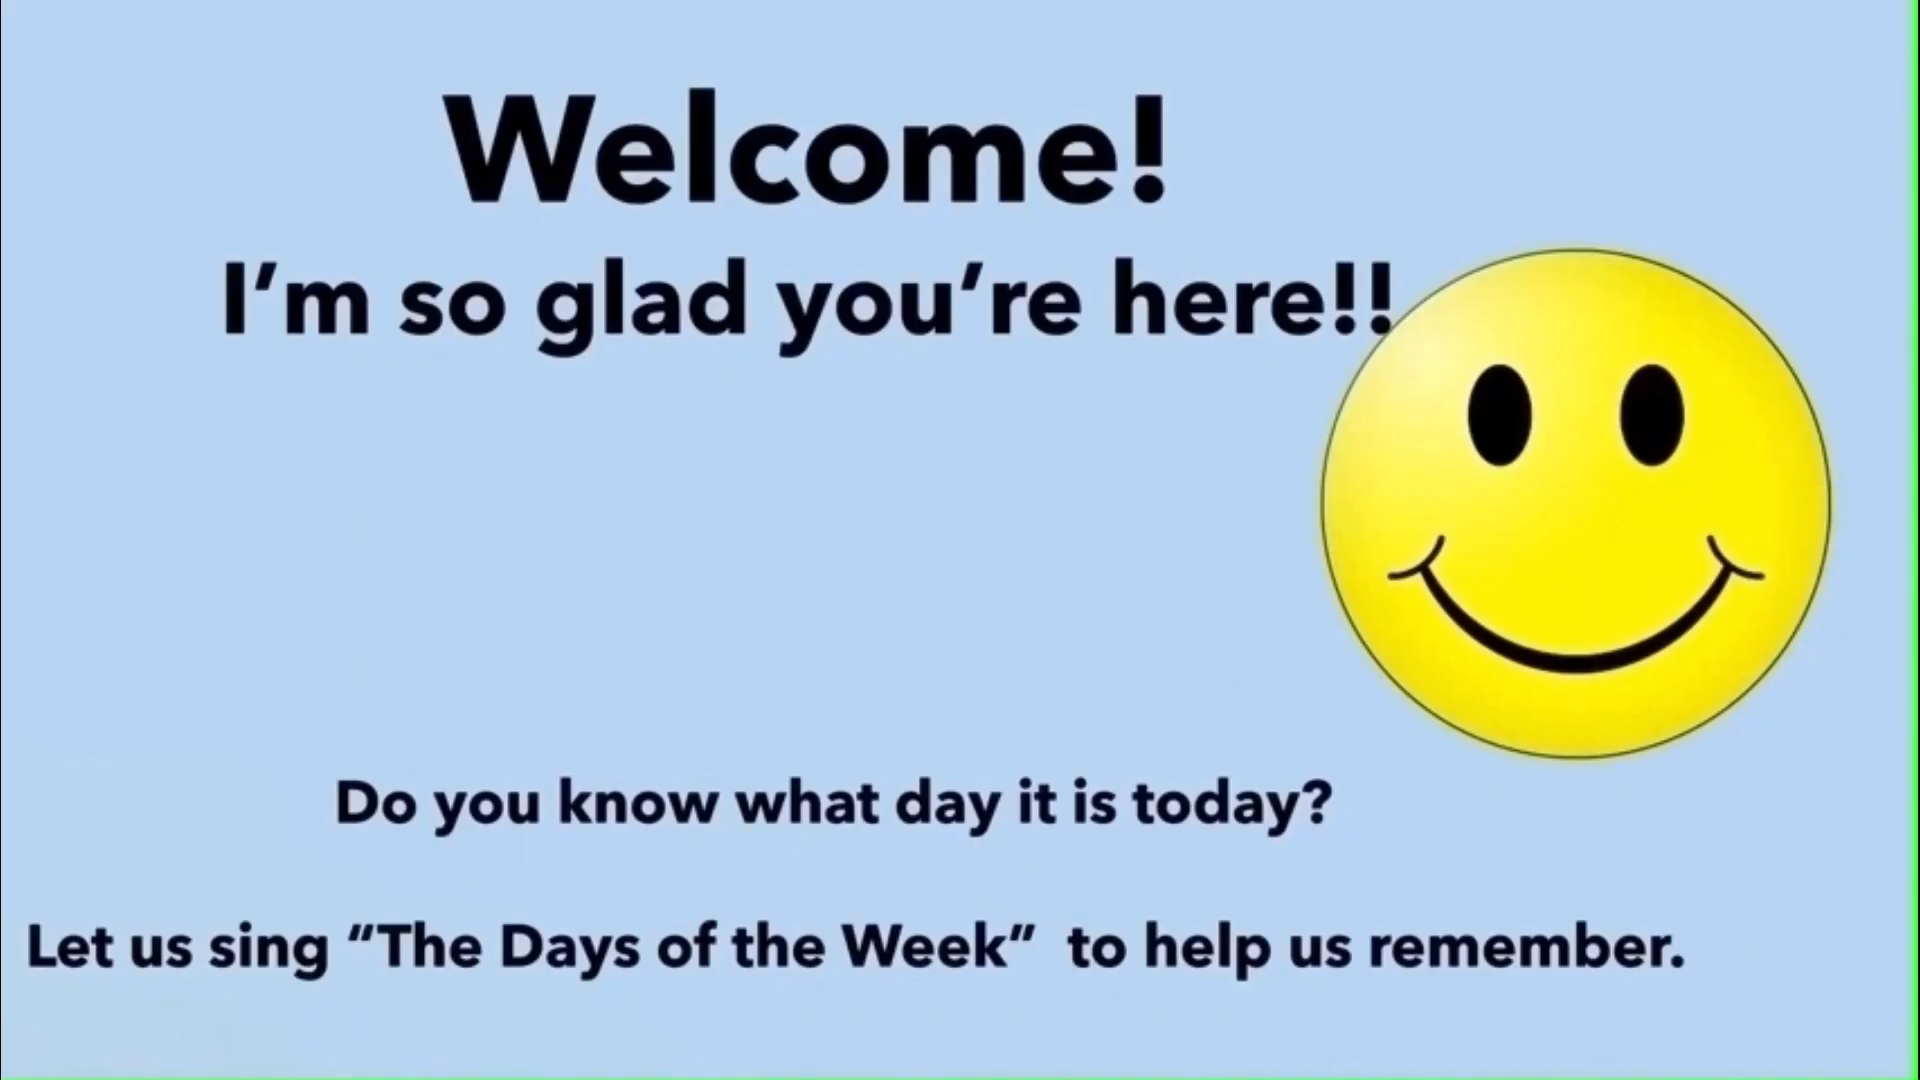 Welcome!
I’m so glad you’re here!!
Do you know what day it is today?
Let us sing “The Days of the Week” to help us remember.